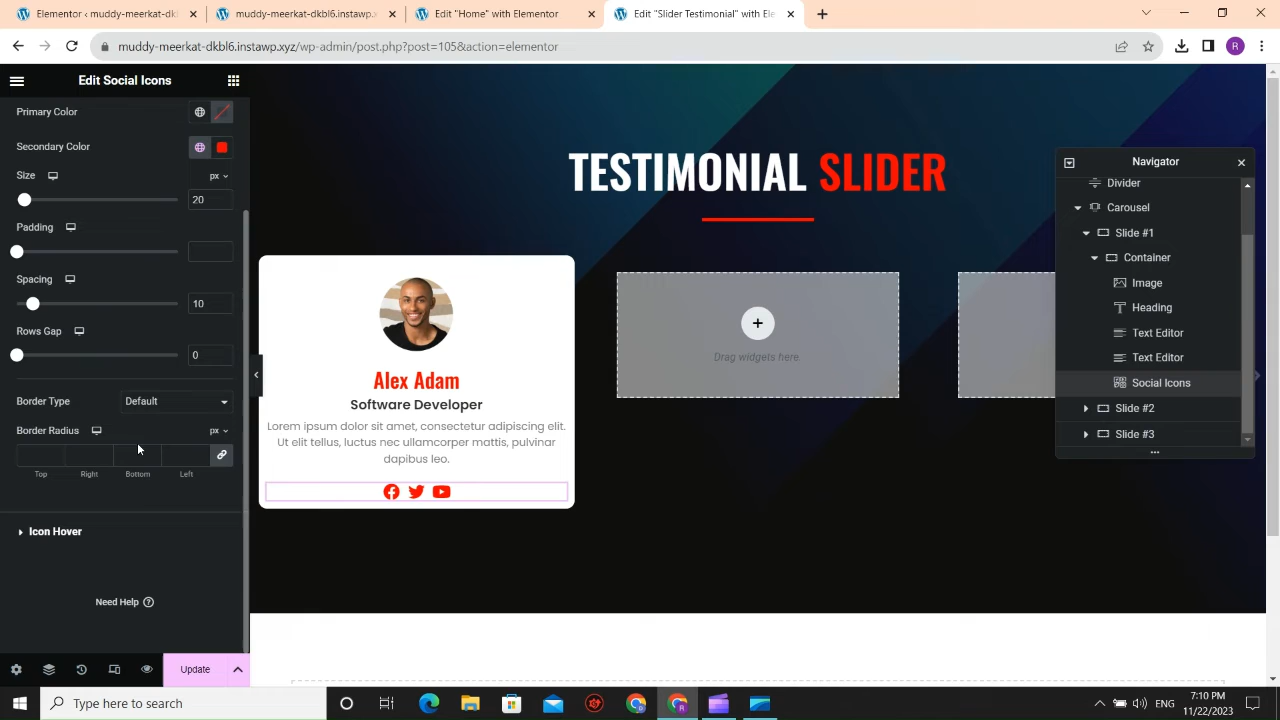 muddy-meerkat-dkbl6.instawp.xyz
muddy-meerkat-dkbl6.instawp.x
Edit "Home" with Elementor
Edit "Slider Testimonial" with Ele
muddy-meerkat-dkbl6.instawp.xyz/wp-admin/post.php?post=105&action=elementor
R
Edit Social Icons
Primary Color
Secondary Color
Size
px
20
Padding
Spacing
10
Rows Gap
0
Border Type
Default
Border Radius
px
Top Right Bottom Left
Icon Hover
Need Help
Update
TESTIMONIAL SLIDER
Alex Adam
Software Developer
Lorem ipsum dolor sit amet, consectetur adipiscing elit.
Ut elit tellus, luctus nec ullamcorper mattis, pulvinar
dapibus leo.
Drag widgets here.
Navigator
Divider
Carousel
Slide #1
Container
Image
Heading
Text Editor
Text Editor
Social Icons
Slide #2
Slide #3
Type here to search
ENG
7:10 PM
11/22/2023